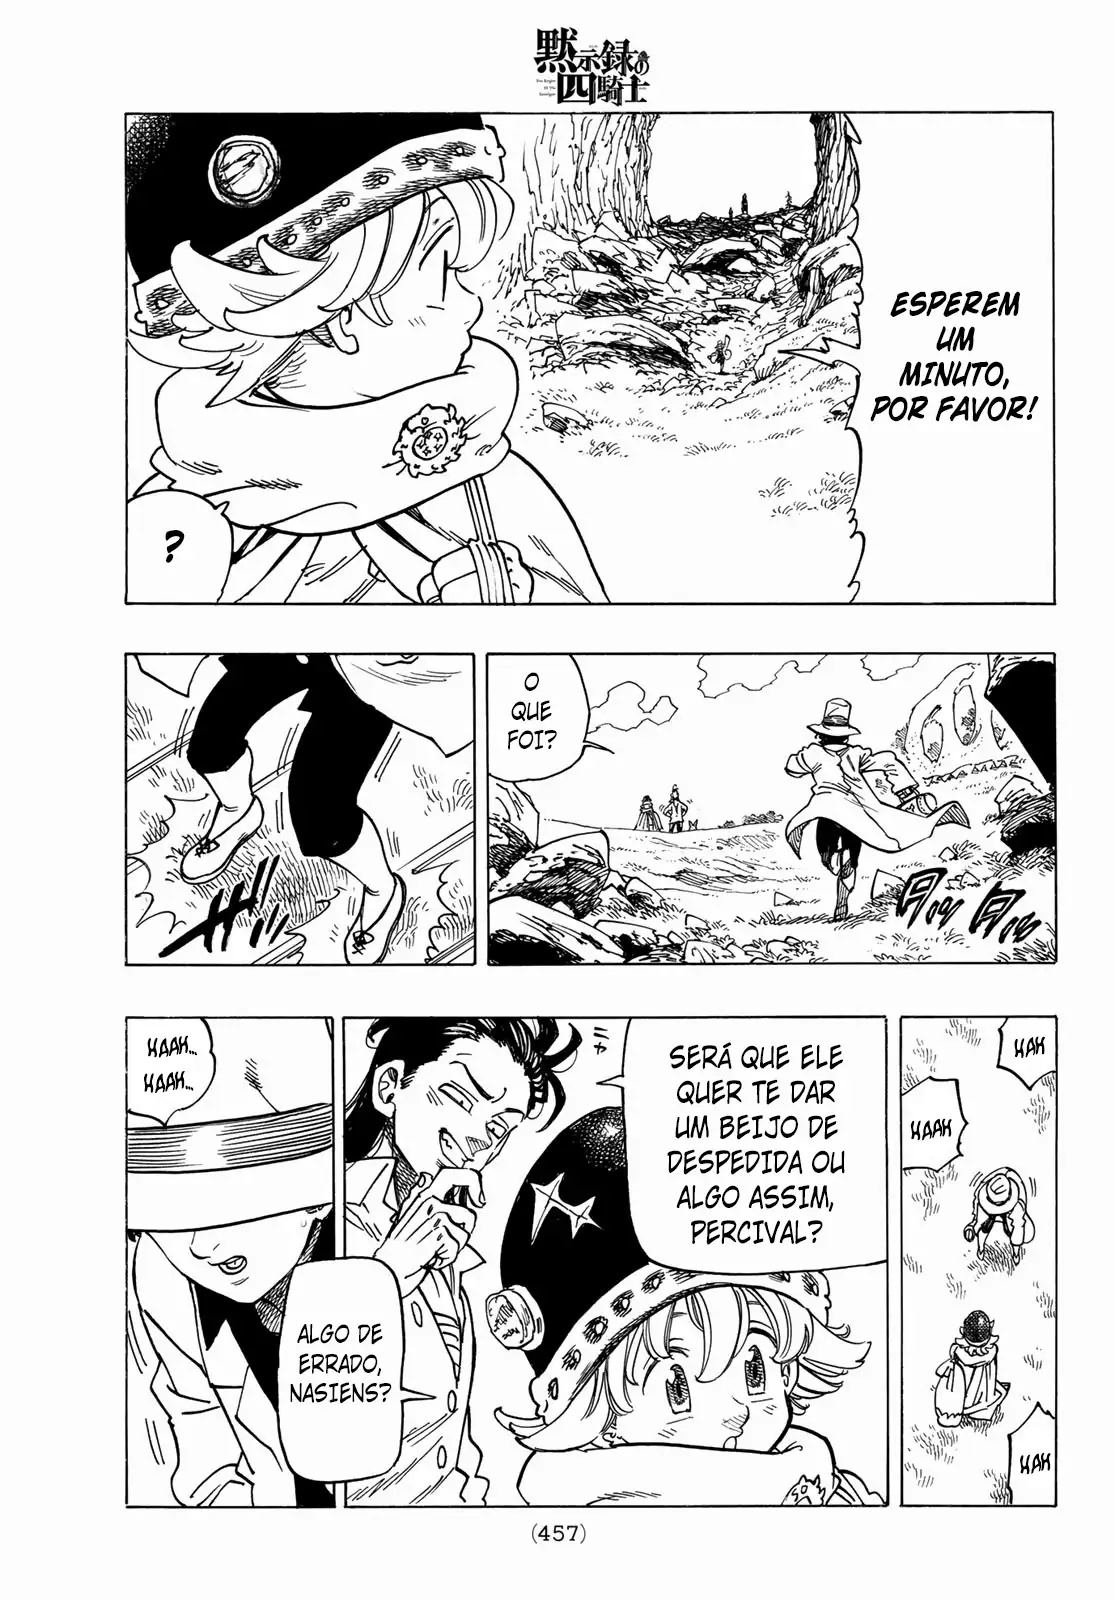 黙示録の
四騎士
ESPEREM
UM
MINUTO,
POR FAVOR!
?
O
QUE
FOI?
HAH
HAAH
HAH
SERÁ QUE ELE
QUER TE DAR
UM BEIJO DE
DESPEDIDA OU
ALGO ASSIM,
PERCIVAL?
ニヤ
ALGO DE
ERRADO,
NASIENS?
HAAH...
HAAH...
(457)